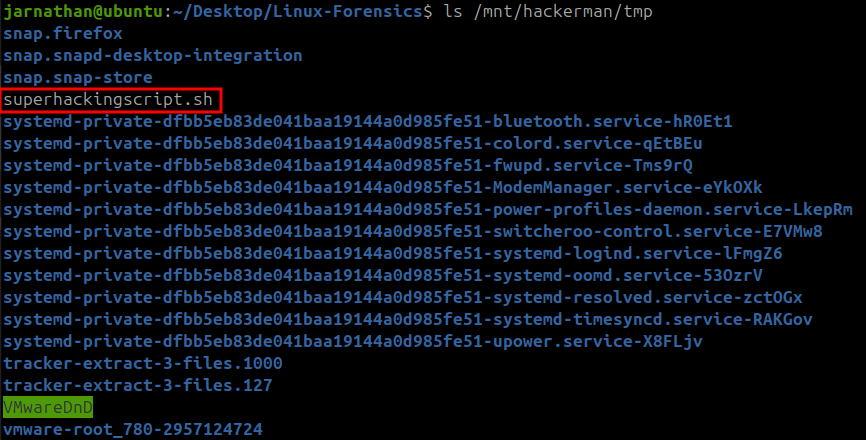 jarnathan@ubuntu:~/Desktop/Linux-Forensics$ ls /mnt/hackerman/tmp
snap.firefox
snap.snapd-desktop-integration
snap.snap-store
superhackingscript.sh
systemd-private-dfbb5eb83de041baa19144a0d985fe51-bluetooth.service-hR0Et1
systemd-private-dfbb5eb83de041baa19144a0d985fe51-colord.service-qEtBEu
systemd-private-dfbb5eb83de041baa19144a0d985fe51-fwupd.service-Tms9rQ
systemd-private-dfbb5eb83de041baa19144a0d985fe51-ModemManager.service-eYkOXk
systemd-private-dfbb5eb83de041baa19144a0d985fe51-power-profiles-daemon.service-LkepRm
systemd-private-dfbb5eb83de041baa19144a0d985fe51-switcheroo-control.service-E7VMw8
systemd-private-dfbb5eb83de041baa19144a0d985fe51-systemd-logind.service-lFmgZ6
systemd-private-dfbb5eb83de041baa19144a0d985fe51-systemd-oomd.service-53OzrV
systemd-private-dfbb5eb83de041baa19144a0d985fe51-systemd-resolved.service-zctOGx
systemd-private-dfbb5eb83de041baa19144a0d985fe51-systemd-timesyncd.service-RAKGov
systemd-private-dfbb5eb83de041baa19144a0d985fe51-upower.service-X8FLjv
tracker-extract-3-files.1000
tracker-extract-3-files.127
VMwareDnD
vmware-root_780-2957124724